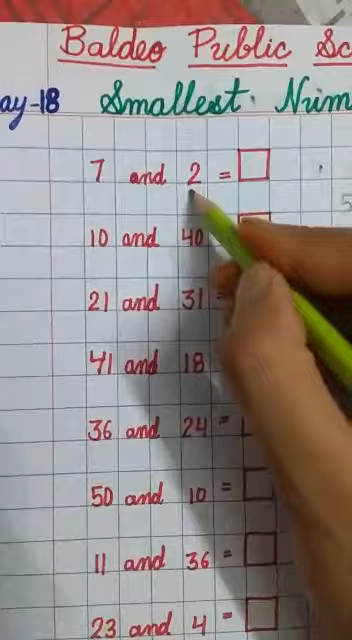 Baldeo Public Sc
ay-18 Smallest Num
7 and 2 = 
10 and 40
21 and 31 =
41 and 18
36 and 24 =
50 and 10 =
11 and 36 =
23 and 4 =